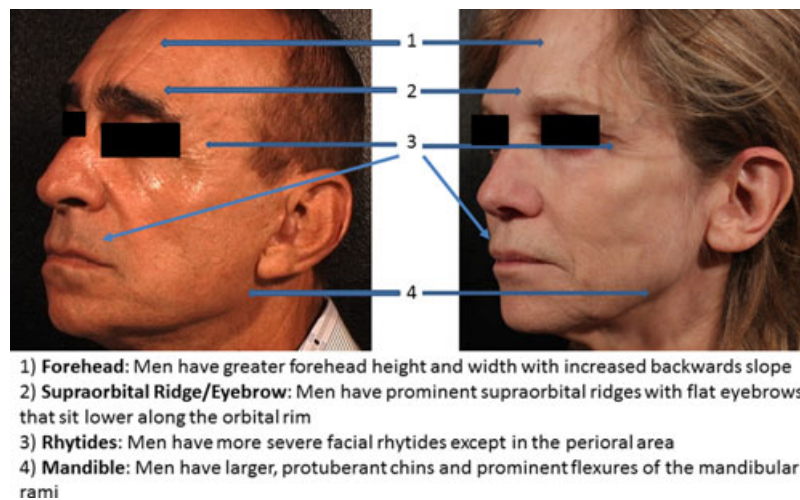 1
2
3
4
1) Forehead: Men have greater forehead height and width with increased backwards slope
2) Supraorbital Ridge/Eyebrow: Men have prominent supraorbital ridges with flat eyebrows
that sit lower along the orbital rim
3) Rhytides: Men have more severe facial rhytides except in the perioral area
4) Mandible: Men have larger, protuberant chins and prominent flexures of the mandibular
rami